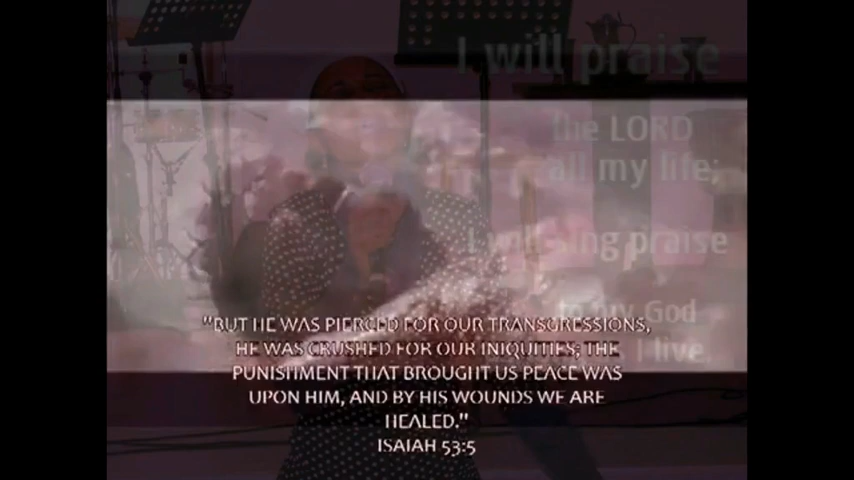 I will praise
the LORD
all my life;
I will sing praise
to my God
I live.
"BUT HE WAS PIERCED FOR OUR TRANSGRESSIONS,
HE WAS CRUSHED FOR OUR INIQUITIES; THE
PUNISHMENT THAT BROUGHT US PEACE WAS
UPON HIM, AND BY HIS WOUNDS WE ARE
HEALED."
ISAIAH 53:5